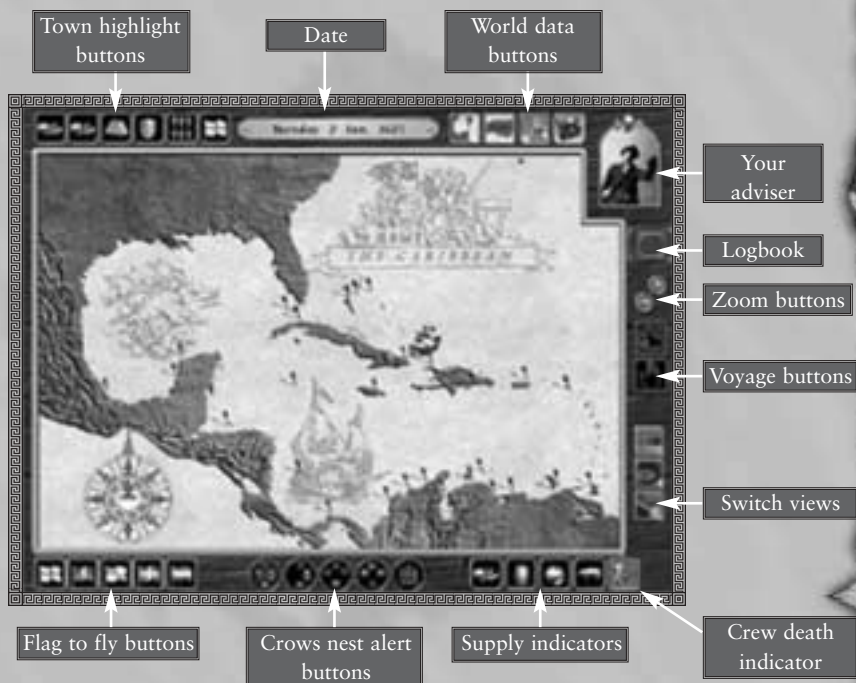 Town highlight
buttons
Date
World data
buttons
Your
adviser
THE CARIBBEAN
Logbook
Zoom buttons
Voyage buttons
Switch views
Flag to fly buttons
Crows nest alert
buttons
Supply indicators
Crew death
indicator